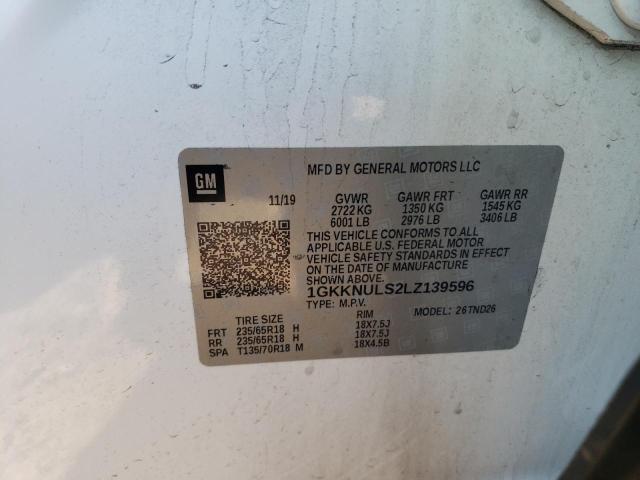 GM
MFD BY GENERAL MOTORS LLC
11/19 GVWR GAWR FRT GAWR RR
2722 KG 1350 KG 1545 KG
6001 LB 2976 LB 3406 LB
THIS VEHICLE CONFORMS TO ALL
APPLICABLE U.S. FEDERAL MOTOR
VEHICLE SAFETY STANDARDS IN EFFECT
ON THE DATE OF MANUFACTURE
SHOWN ABOVE.
1GKKNULS2LZ139596
TYPE: M.P.V. MODEL: 26TND26
TIRE SIZE RIM
FRT 235/65R18 H 18X7.5J
RR 235/65R18 H 18X7.5J
SPA T135/70R18 M 18X4.5B